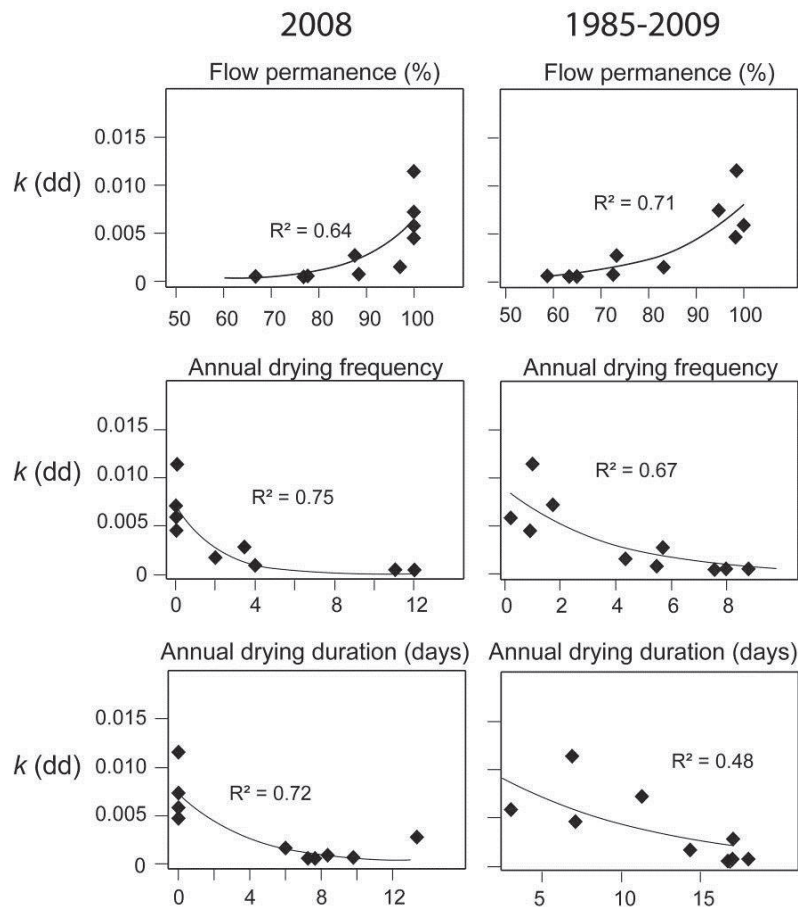 2008 1985-2009
Flow permanence (%) Flow permanence (%)
0.015
k (dd) 0.010
0.005
0
R² = 0.64 R² = 0.71
50 60 70 80 90 100 50 60 70 80 90 100
Annual drying frequency Annual drying frequency
0.015
k (dd) 0.010
0.005
0
R² = 0.75 R² = 0.67
0 4 8 12 0 2 4 6 8
Annual drying duration (days) Annual drying duration (days)
0.015
k (dd) 0.010
0.005
0
R² = 0.72 R² = 0.48
0 4 8 12 5 10 15